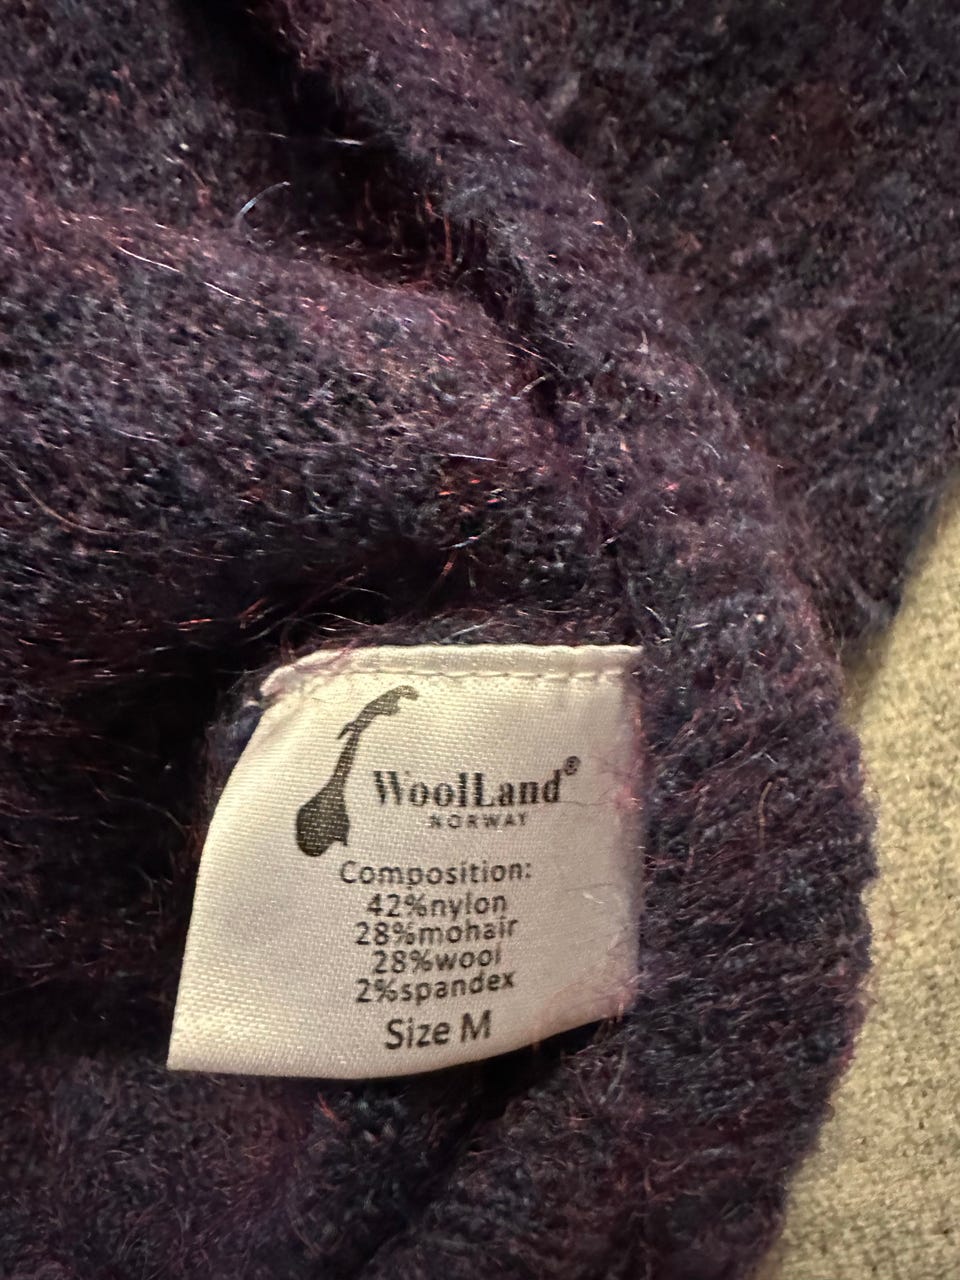 WoolLand®
NORWAY
Composition:
42%nylon
28%mohair
28%wool
2%spandex
Size M